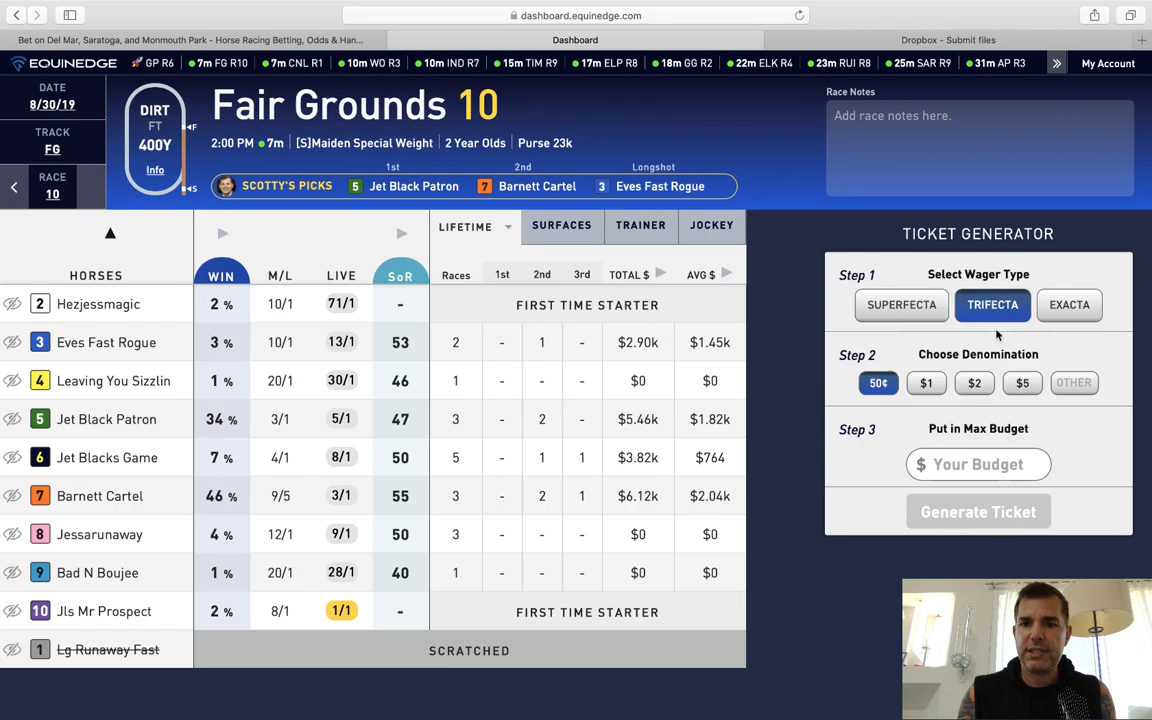 dashboard.equinedge.com
Bet on Del Mar, Saratoga, and Monmouth Park - Horse Racing Betting, Odds & Han...
Dashboard
Dropbox - Submit files
EQUINEDGE
GP R6
7m FG R10
7m CNL R1
10m WO R3
10m IND R7
15m TIM R9
17m ELP R8
18m GG R2
22m ELK R4
23m RUI R8
25m SAR R9
31m AP R3
My Account
DATE
8/30/19
TRACK
FG
RACE
10
DIRT
FT
400Y
Info
F
S
Fair Grounds 10
2:00 PM 7m | [S]Maiden Special Weight | 2 Year Olds | Purse 23k
1st 2nd Longshot
SCOTTY'S PICKS 5 Jet Black Patron 7 Barnett Cartel 3 Eves Fast Rogue
Race Notes
Add race notes here.
LIFETIME SURFACES TRAINER JOCKEY
HORSES WIN M/L LIVE SoR Races 1st 2nd 3rd TOTAL $ AVG $
2 Hezjessmagic 2 % 10/1 71/1 - FIRST TIME STARTER
3 Eves Fast Rogue 3 % 10/1 13/1 53 2 - 1 - $2.90k $1.45k
4 Leaving You Sizzlin 1 % 20/1 30/1 46 1 - - - $0 $0
5 Jet Black Patron 34 % 3/1 5/1 47 3 - 2 - $5.46k $1.82k
6 Jet Blacks Game 7 % 4/1 8/1 50 5 - 1 1 $3.82k $764
7 Barnett Cartel 46 % 9/5 3/1 55 3 - 2 1 $6.12k $2.04k
8 Jessarunaway 4 % 12/1 9/1 50 3 - - - $0 $0
9 Bad N Boujee 1 % 20/1 28/1 40 1 - - - $0 $0
10 Jls Mr Prospect 2 % 8/1 1/1 - FIRST TIME STARTER
1 Lg Runaway Fast SCRATCHED
TICKET GENERATOR
Step 1 Select Wager Type
SUPERFECTA TRIFECTA EXACTA
Step 2 Choose Denomination
50¢ $1 $2 $5 OTHER
Step 3 Put in Max Budget
$ Your Budget
Generate Ticket